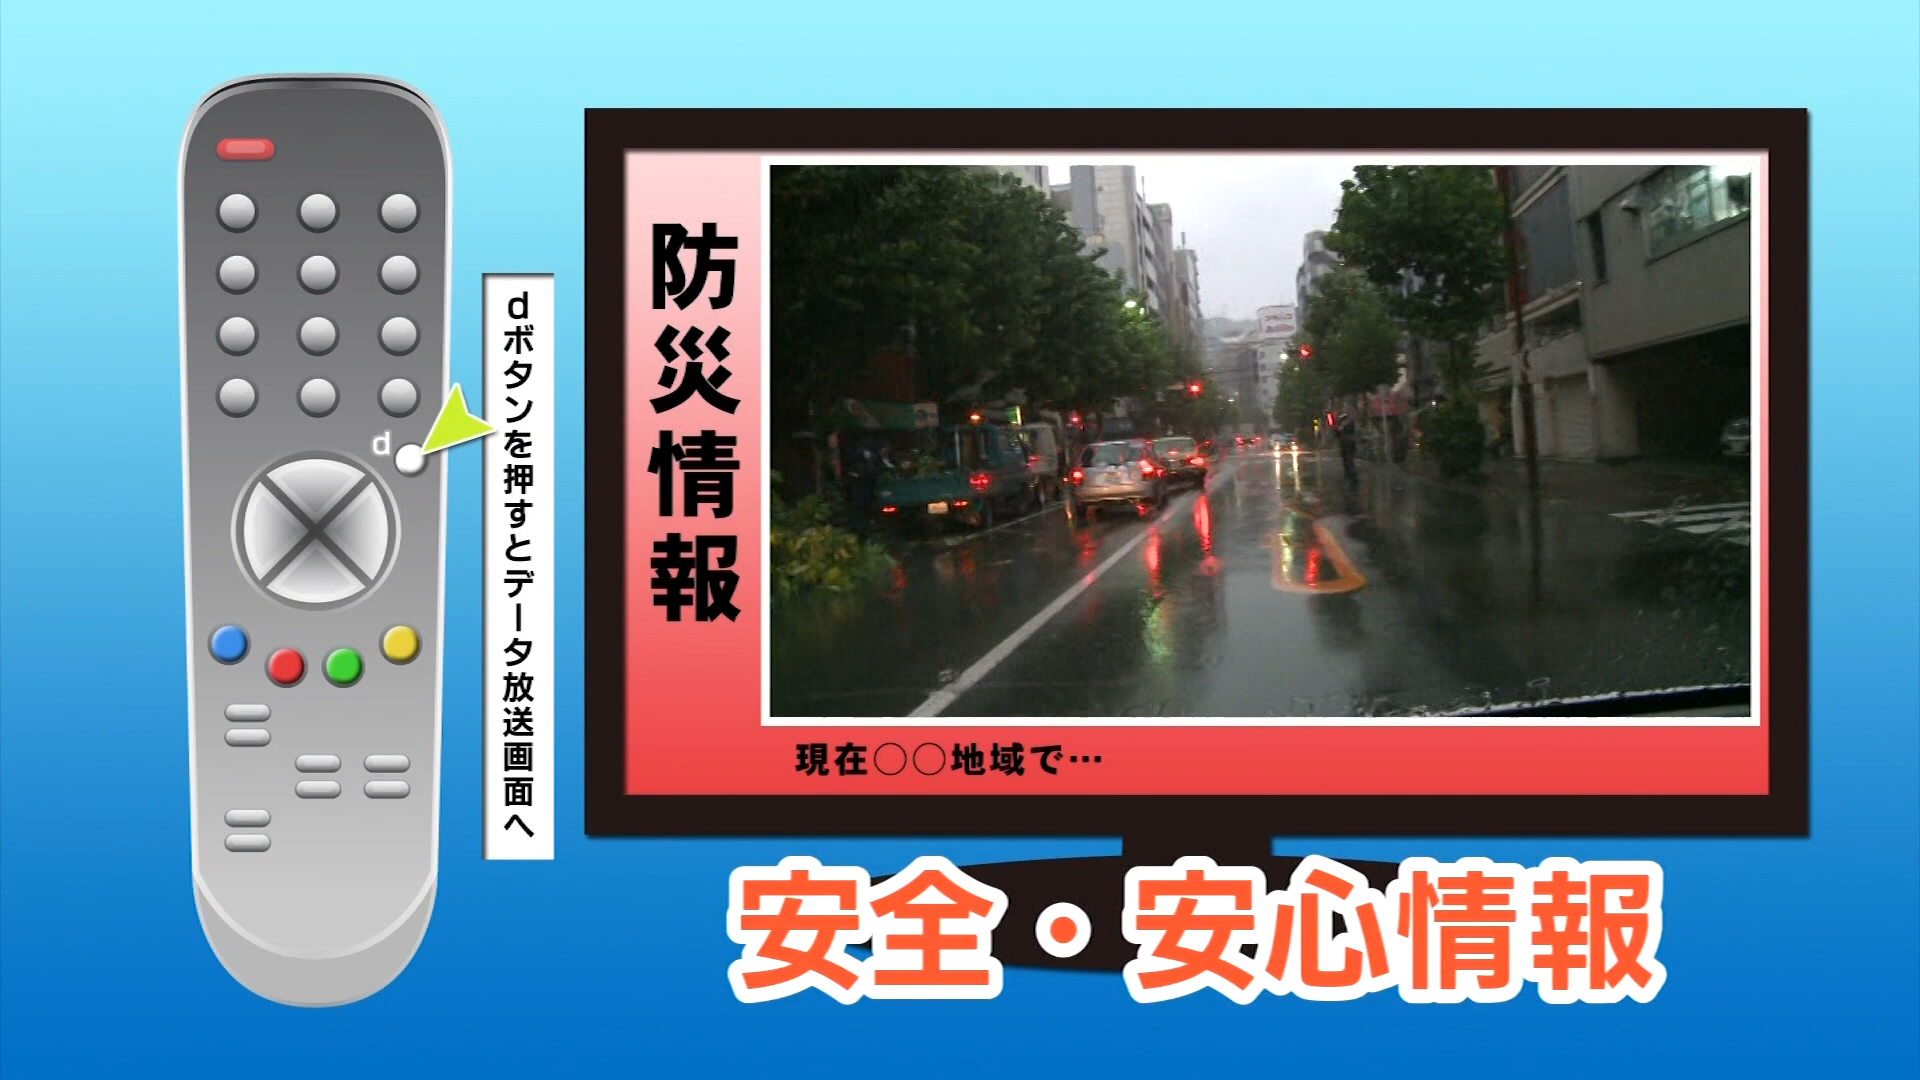 d
dボタンを押すとデータ放送画面へ
防災情報
現在○○地域で…
安全・安心情報